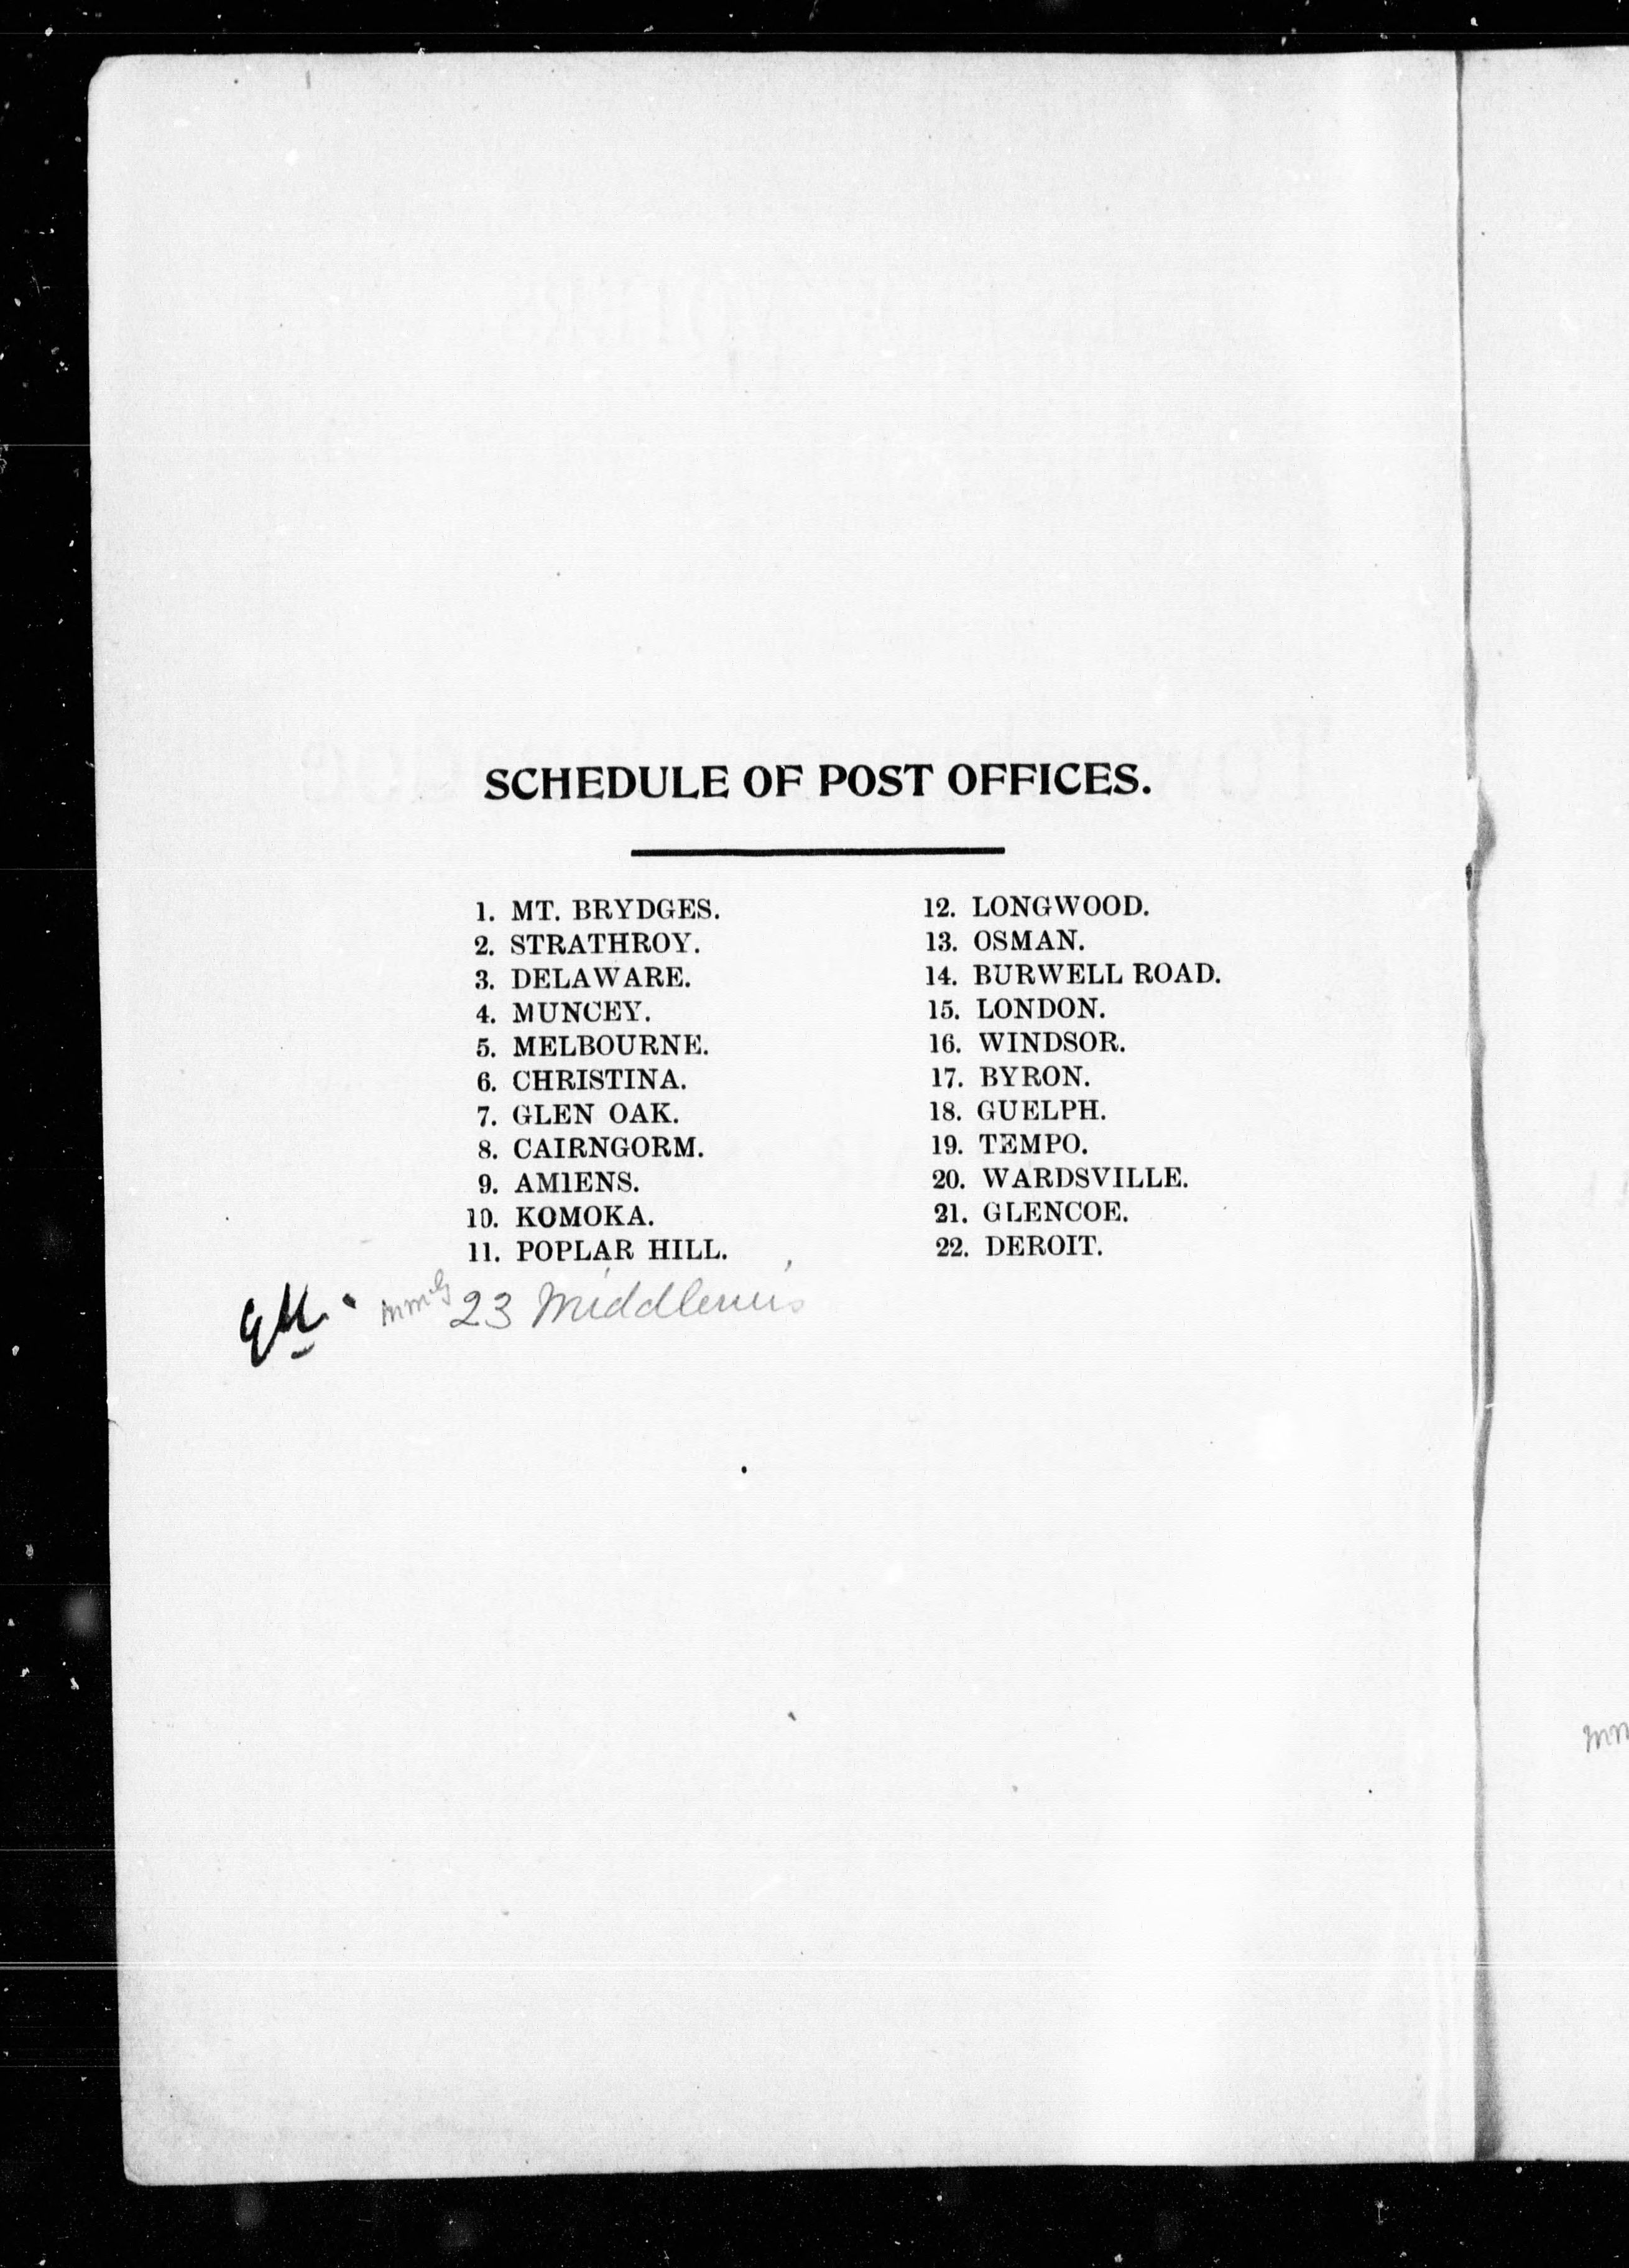 SCHEDULE OF POST OFFICES.
1. MT. BRYDGES.
2. STRATHROY.
3. DELAWARE.
4. MUNCEY.
5. MELBOURNE.
6. CHRISTINA.
7. GLEN OAK.
8. CAIRNGORM.
9. AM1ENS.
10. KOMOKA.
11. POPLAR HILL.
12. LONGWOOD.
13. OSMAN.
14. BURWELL ROAD.
15. LONDON.
16. WINDSOR.
17. BYRON.
18. GUELPH.
19. TEMPO.
20. WARDSVILLE.
21. GLENCOE.
22. DEROIT.
23 Middlemis